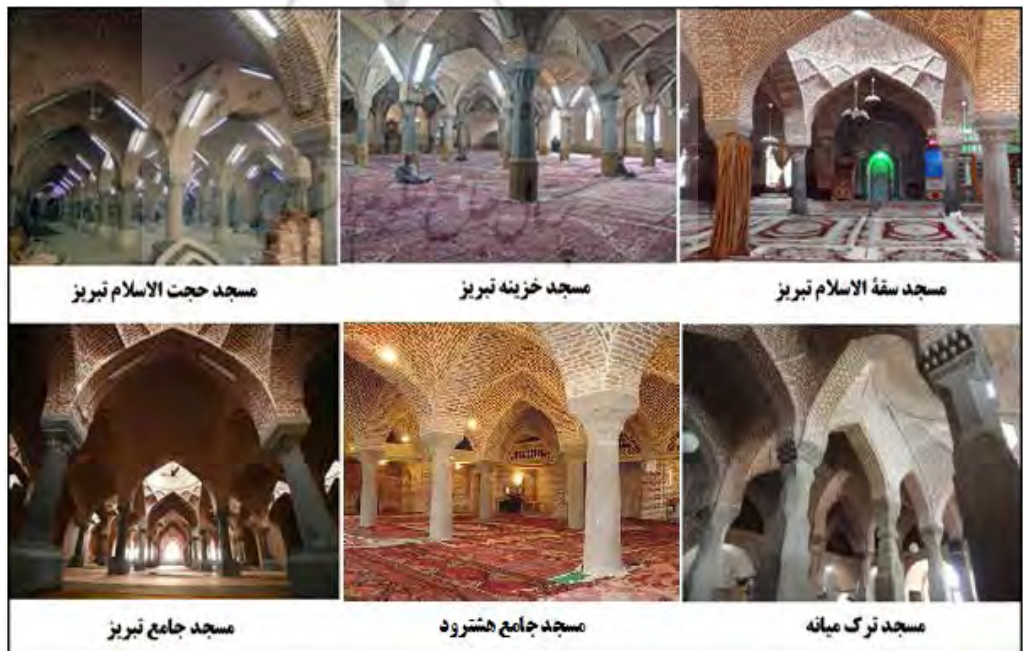 مسجد سقۀ الاسلام تبریز
مسجد خزینه تبریز
مسجد حجت الاسلام تبریز
مسجد ترک میانه
مسجد جامع هشترود
مسجد جامع تبریز